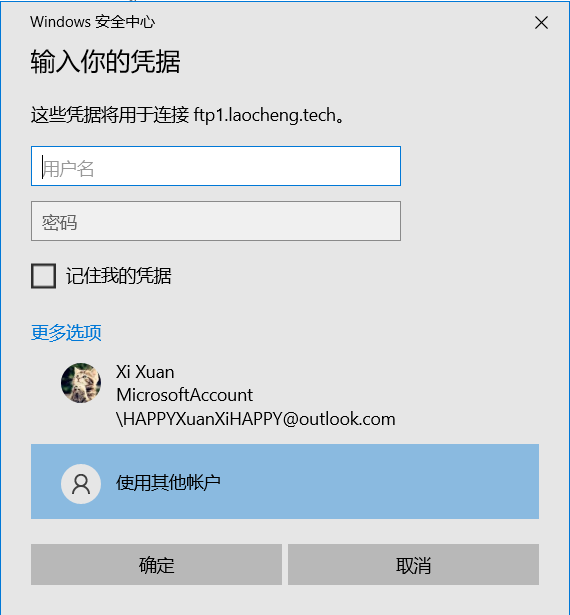 Windows 安全中心
输入你的凭据
这些凭据将用于连接 ftp1.laocheng.tech。
用户名
密码
记住我的凭据
更多选项
Xi Xuan
MicrosoftAccount
\HAPPYXuanXiHAPPY@outlook.com
使用其他帐户
确定
取消